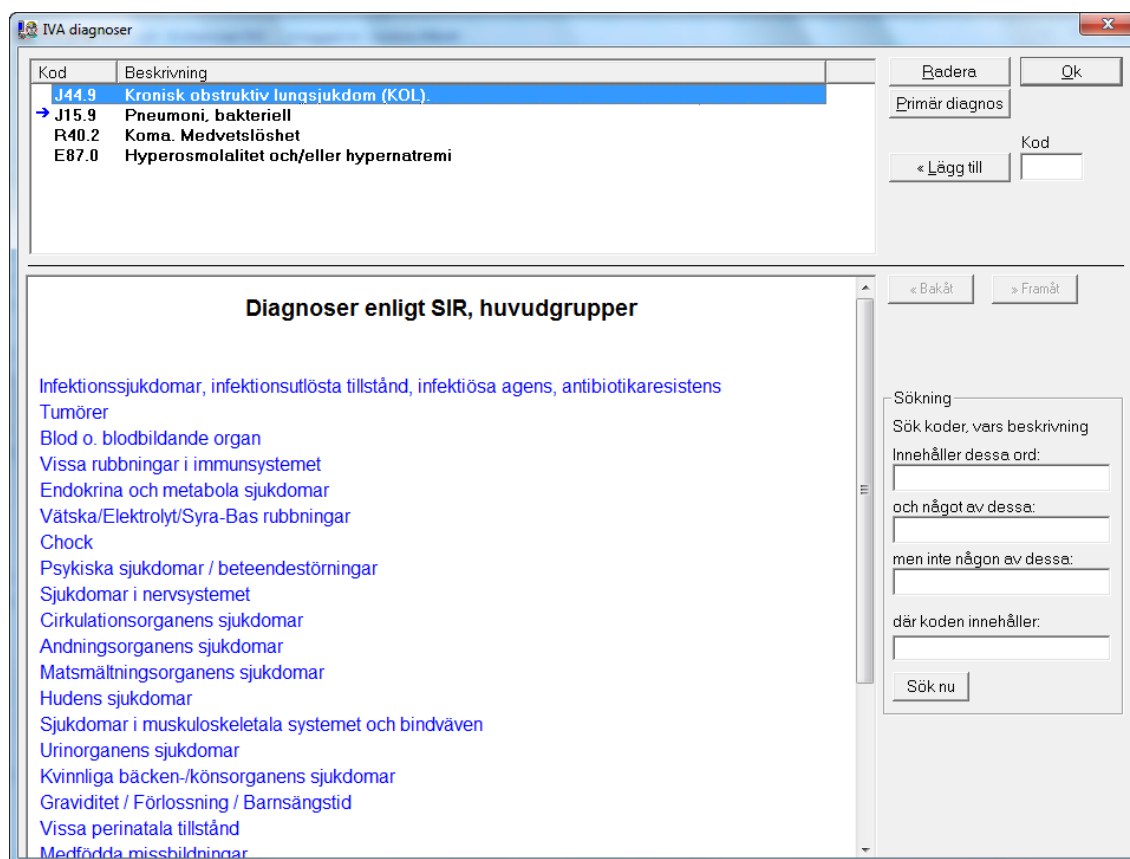 IVA diagnoser
Kod Beskrivning
J44.9 Kronisk obstruktiv lungsjukdom (KOL).
J15.9 Pneumoni, bakteriell
R40.2 Koma. Medvetslöshet
E87.0 Hyperosmolalitet och/eller hypernatremi
Radera Ok
Primär diagnos
Kod
« Lägg till
« Bakåt » Framåt
Diagnoser enligt SIR, huvudgrupper
Infektionssjukdomar, infektionsutlösta tillstånd, infektiösa agens, antibiotikaresistens
Tumörer
Blod o. blodbildande organ
Vissa rubbningar i immunsystemet
Endokrina och metabola sjukdomar
Vätska/Elektrolyt/Syra-Bas rubbningar
Chock
Psykiska sjukdomar / beteendestörningar
Sjukdomar i nervsystemet
Cirkulationsorganens sjukdomar
Andningsorganens sjukdomar
Matsmältningsorganens sjukdomar
Hudens sjukdomar
Sjukdomar i muskuloskeletala systemet och bindväven
Urinorganens sjukdomar
Kvinnliga bäcken-/könsorganens sjukdomar
Graviditet / Förlossning / Barnsängstid
Vissa perinatala tillstånd
Medfödda missbildningar
Sökning
Sök koder, vars beskrivning
Innehåller dessa ord:
och något av dessa:
men inte någon av dessa:
där koden innehåller:
Sök nu